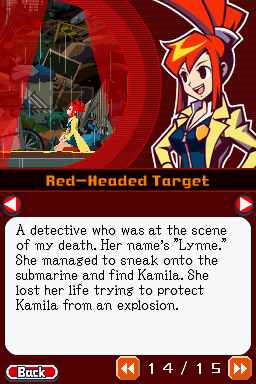 Red-Headed Target
A detective who was at the scene
of my death. Her name's "Lynne."
She managed to sneak onto the
submarine and find Kamila. She
lost her life trying to protect
Kamila from an explosion.
Back
14 / 15